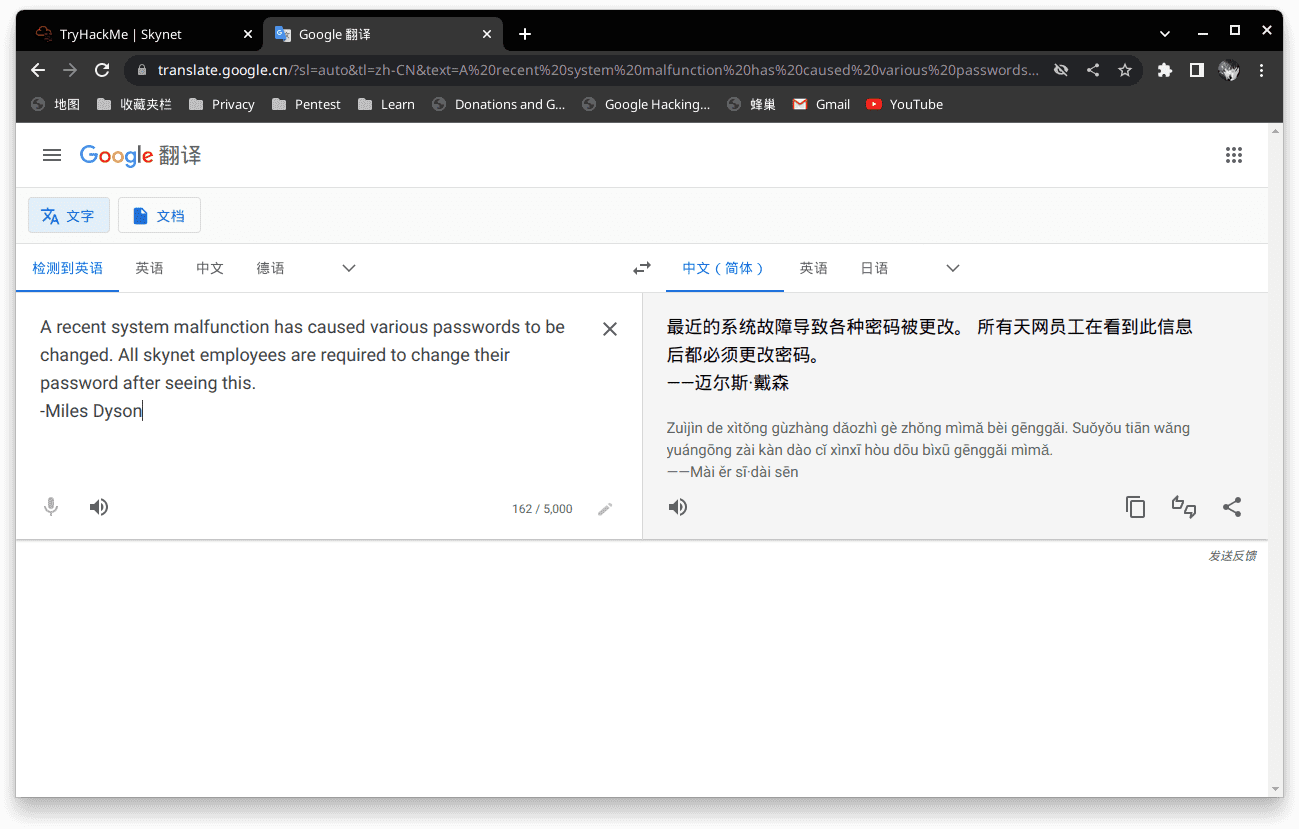 TryHackMe | Skynet
Google 翻译
translate.google.cn/?sl=auto&tl=zh-CN&text=A%20recent%20system%20malfunction%20has%20caused%20various%20passwords...
地图 收藏夹栏 Privacy Pentest Learn Donations and G... Google Hacking... 蜂巢 Gmail YouTube
Google 翻译
文字 文档
检测到英语 英语 中文 德语 中文（简体） 英语 日语
A recent system malfunction has caused various passwords to be
changed. All skynet employees are required to change their
password after seeing this.
-Miles Dyson
162 / 5,000
最近的系统故障导致各种密码被更改。 所有天网员工在看到此信息
后都必须更改密码。
——迈尔斯·戴森
Zuìjìn de xìtǒng gùzhàng dǎozhì gè zhǒng mìmǎ bèi gēnggǎi. Suǒyǒu tiān wǎng
yuángōng zài kàn dào cǐ xìnxī hòu dōu bìxū gēnggǎi mìmǎ.
——Mài ěr sī·dài sēn
发送反馈